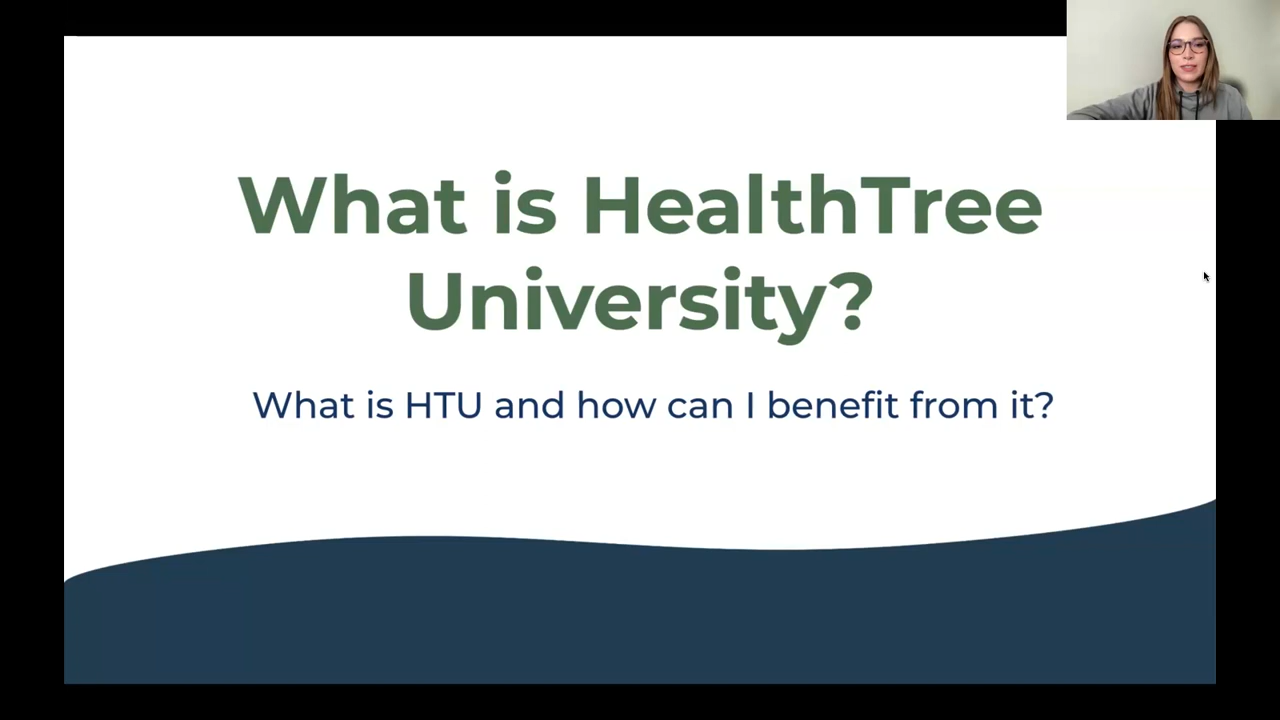 What is HealthTree
University?
What is HTU and how can I benefit from it?